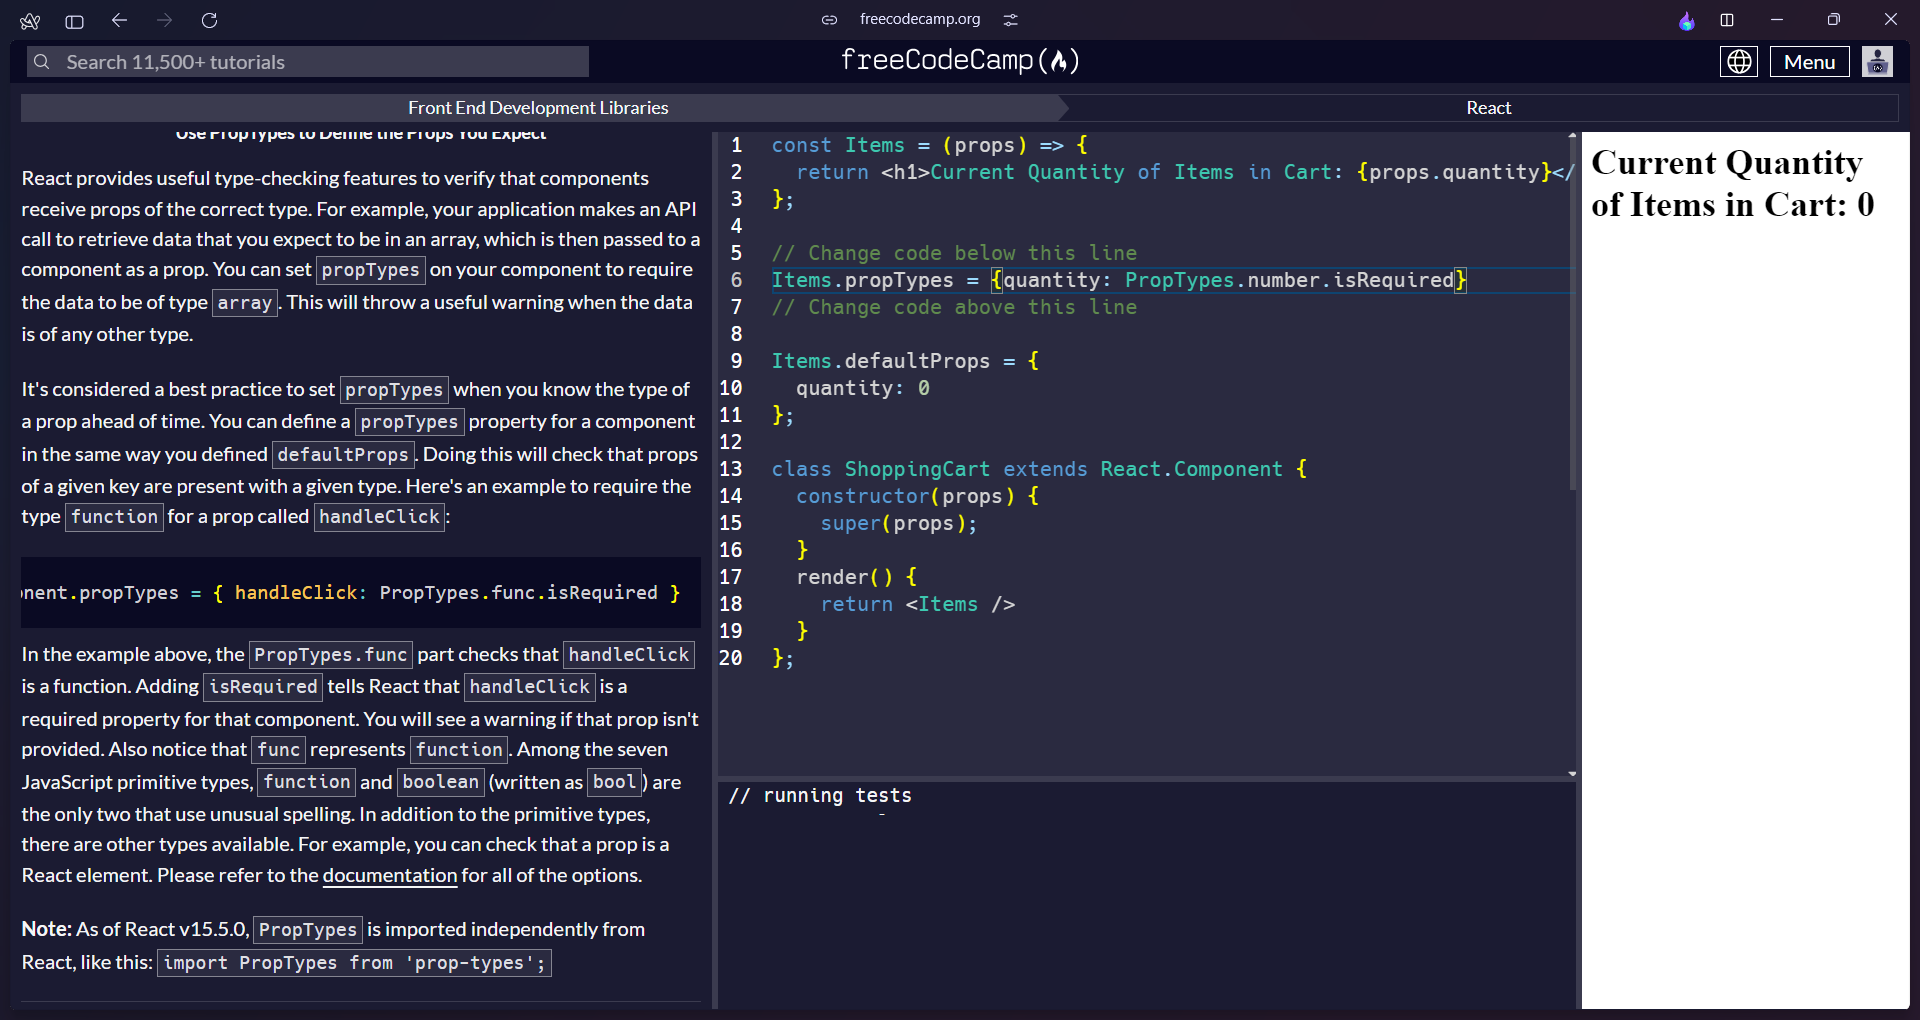 freecodecamp.org
Search 11,500+ tutorials
freeCodeCamp
Menu
Front End Development Libraries
React
Use PropTypes to Define the Props You Expect
React provides useful type-checking features to verify that components
receive props of the correct type. For example, your application makes an API
call to retrieve data that you expect to be in an array, which is then passed to a
component as a prop. You can set propTypes on your component to require
the data to be of type array. This will throw a useful warning when the data
is of any other type.
It's considered a best practice to set propTypes when you know the type of
a prop ahead of time. You can define a propTypes property for a component
in the same way you defined defaultProps. Doing this will check that props
of a given key are present with a given type. Here's an example to require the
type function for a prop called handleClick:
nent.propTypes = { handleClick: PropTypes.func.isRequired }
In the example above, the PropTypes.func part checks that handleClick
is a function. Adding isRequired tells React that handleClick is a
required property for that component. You will see a warning if that prop isn't
provided. Also notice that func represents function. Among the seven
JavaScript primitive types, function and boolean (written as bool) are
the only two that use unusual spelling. In addition to the primitive types,
there are other types available. For example, you can check that a prop is a
React element. Please refer to the documentation for all of the options.
Note: As of React v15.5.0, PropTypes is imported independently from
React, like this: import PropTypes from 'prop-types';
1 const Items = (props) => {
2 return <h1>Current Quantity of Items in Cart: {props.quantity}</
3 };
4
5 // Change code below this line
6 Items.propTypes = {quantity: PropTypes.number.isRequired}
7 // Change code above this line
8
9 Items.defaultProps = {
10 quantity: 0
11 };
12
13 class ShoppingCart extends React.Component {
14 constructor(props) {
15 super(props);
16 }
17 render() {
18 return <Items />
19 }
20 };
// running tests
Current Quantity
of Items in Cart: 0